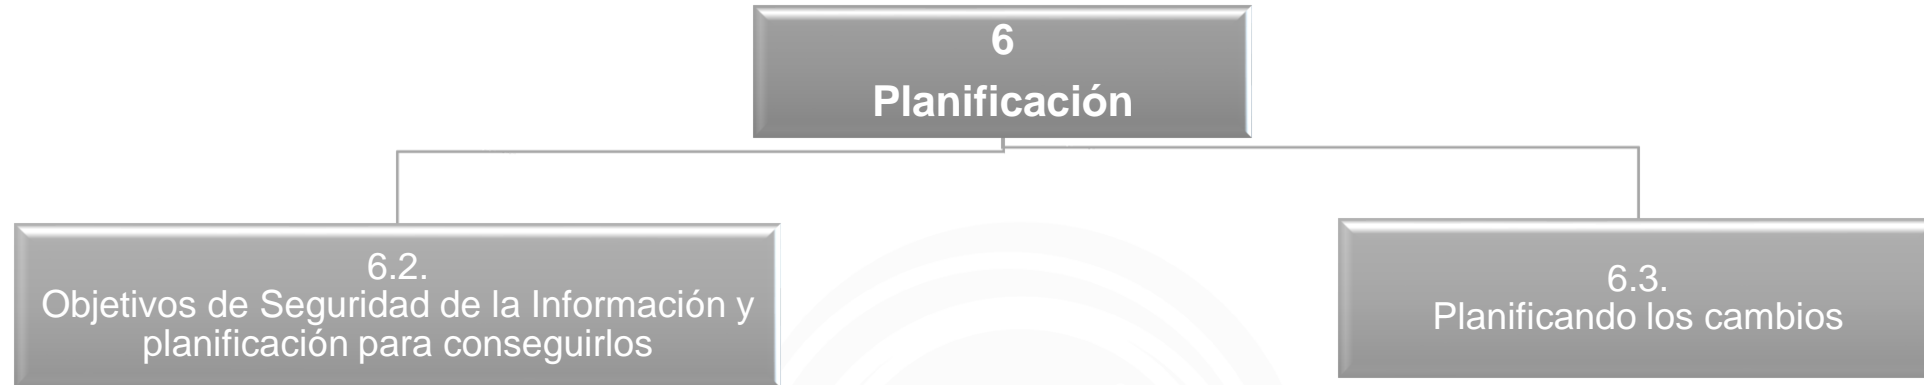 6
Planificación
6.2.
Objetivos de Seguridad de la Información y
planificación para conseguirlos
6.3.
Planificando los cambios